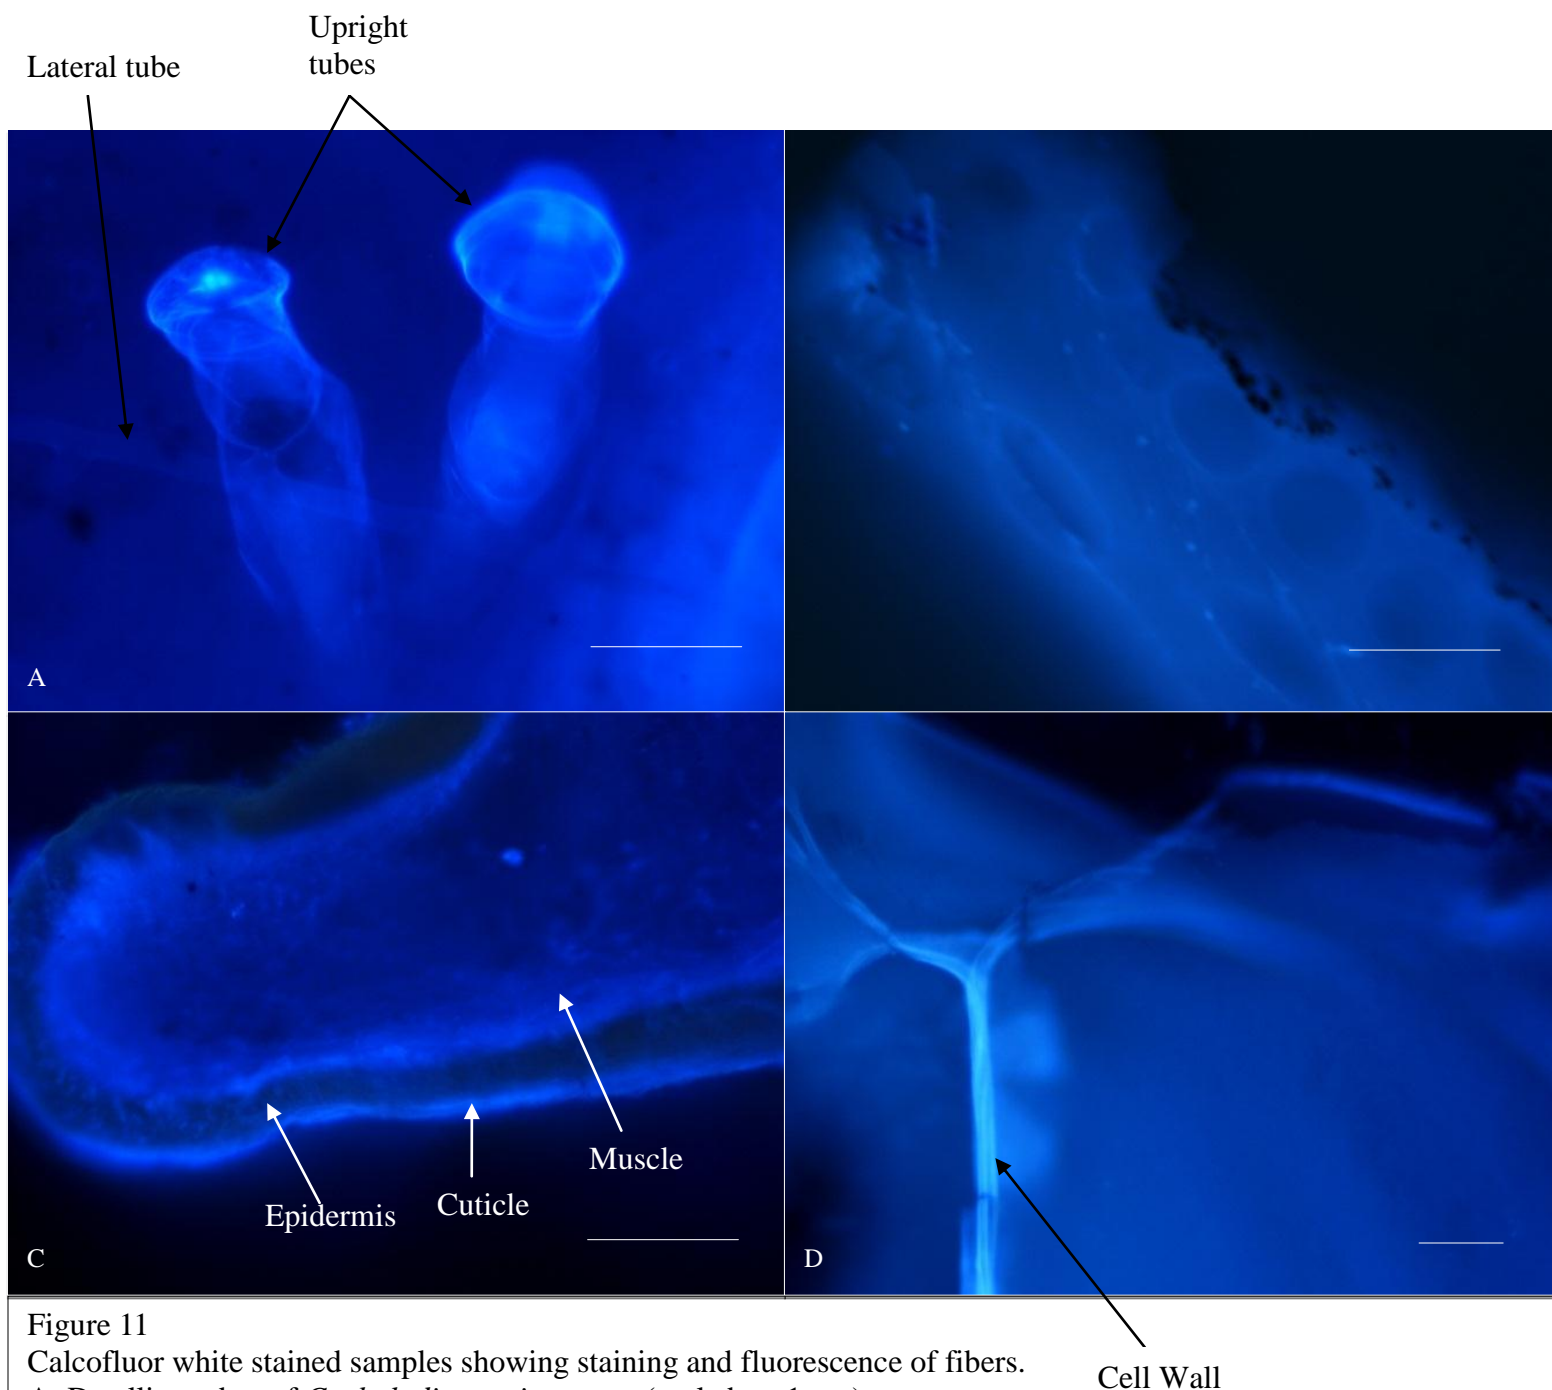 Upright
tubes
Lateral tube
A
Muscle
Cuticle
Epidermis
C
D
Figure 11
Calcofluor white stained samples showing staining and fluorescence of fibers.
Cell Wall